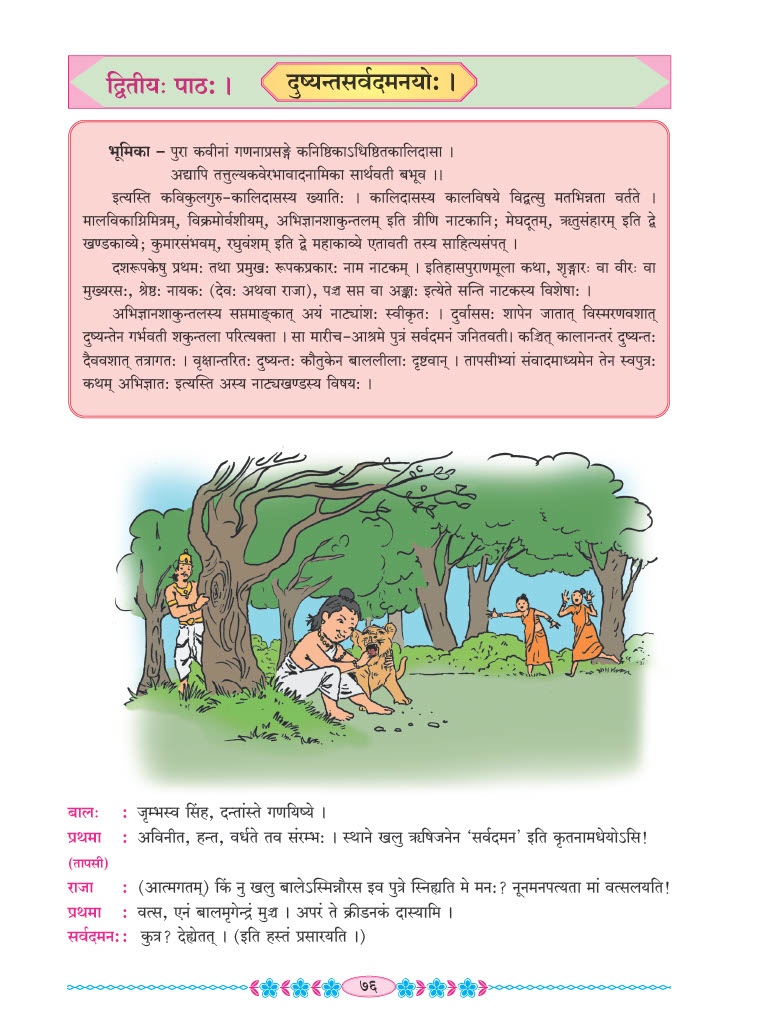 द्वितीयः पाठः ।
दुष्यन्तसर्वदमनयोः ।
भूमिका – पुरा कवीनां गणनाप्रसङ्गे कनिष्ठिकाऽधिष्ठितकालिदासा ।
अद्यापि तत्तुल्यकवेरभावादनामिका सार्थवती बभूव ।।
इत्यस्ति कविकुलगुरु-कालिदासस्य ख्यातिः । कालिदासस्य कालविषये विद्वत्सु मतभिन्नता वर्तते ।
मालविकाग्निमित्रम्, विक्रमोर्वशीयम्, अभिज्ञानशाकुन्तलम् इति त्रीणि नाटकानि; मेघदूतम्, ऋतुसंहारम् इति द्वे
खण्डकाव्ये; कुमारसंभवम्, रघुवंशम् इति द्वे महाकाव्ये एतावती तस्य साहित्यसंपत् ।
दशरूपकेषु प्रथमः तथा प्रमुखः रूपकप्रकारः नाम नाटकम् । इतिहासपुराणमूला कथा, शृङ्गारः वा वीरः वा
मुख्यरसः, श्रेष्ठः नायकः (देवः अथवा राजा), पञ्च सप्त वा अङ्काः इत्येते सन्ति नाटकस्य विशेषाः ।
अभिज्ञानशाकुन्तलस्य सप्तमाङ्कात् अयं नाट्यांशः स्वीकृतः । दुर्वाससः शापेन जातात् विस्मरणवशात्
दुष्यन्तेन गर्भवती शकुन्तला परित्यक्ता । सा मारीच-आश्रमे पुत्रं सर्वदमनं जनितवती। कञ्चित् कालानन्तरं दुष्यन्तः
दैववशात् तत्रागतः । वृक्षान्तरितः दुष्यन्तः कौतुकेन बाललीलाः दृष्टवान् । तापसीभ्यां संवादमाध्यमेन तेन स्वपुत्रः
कथम् अभिज्ञातः इत्यस्ति अस्य नाट्यखण्डस्य विषयः ।
बालः : जृम्भस्व सिंह, दन्तांस्ते गणयिष्ये ।
प्रथमा : अविनीत, हन्त, वर्धते तव संरम्भः । स्थाने खलु ऋषिजनेन ‘सर्वदमन’ इति कृतनामधेयोऽसि!
(तापसी)
राजा : (आत्मगतम्) किं नु खलु बालेऽस्मिन्नौरस इव पुत्रे स्निह्यति मे मनः? नूनमनपत्यता मां वत्सलयति!
प्रथमा : वत्स, एनं बालमृगेन्द्रं मुञ्च । अपरं ते क्रीडनकं दास्यामि ।
सर्वदमनः : कुत्र? देह्येतत् । (इति हस्तं प्रसारयति ।)
७६